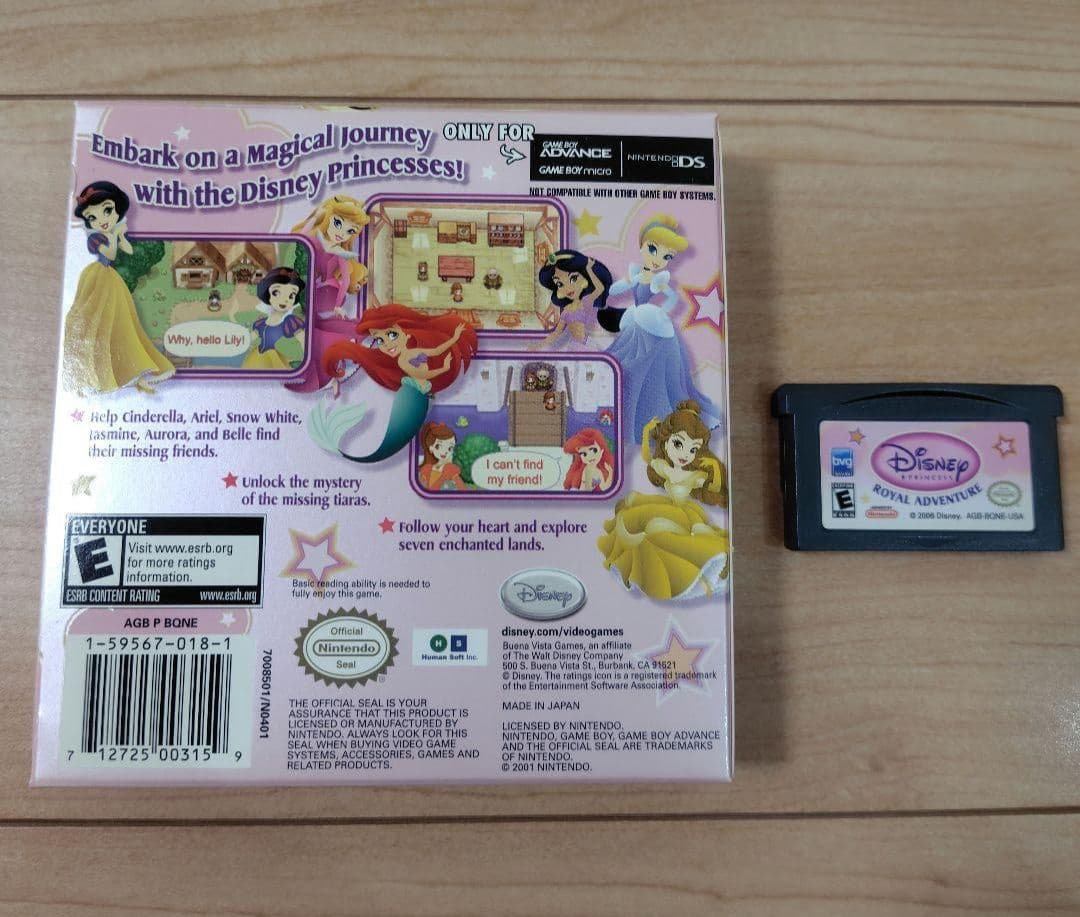 Embark on a Magical Journey
with the Disney Princesses!
ONLY FOR
GAME BOY
ADVANCE
GAME BOY micro
NINTENDO DS
NOT COMPATIBLE WITH OTHER GAME BOY SYSTEMS.
Why, hello Lily!
I can't find
my friend!
Help Cinderella, Ariel, Snow White,
Jasmine, Aurora, and Belle find
their missing friends.
Unlock the mystery
of the missing tiaras.
Follow your heart and explore
seven enchanted lands.
EVERYONE
E
Visit www.esrb.org
for more ratings
information.
ESRB CONTENT RATING
www.esrb.org
Basic reading ability is needed to
fully enjoy this game.
Disney
AGB P BQNE
1-59567-018-1
7 12725 00315 9
7008501/N0401
Official
Nintendo
Seal
H S
Human Soft Inc.
THE OFFICIAL SEAL IS YOUR
ASSURANCE THAT THIS PRODUCT IS
LICENSED OR MANUFACTURED BY
NINTENDO. ALWAYS LOOK FOR THIS
SEAL WHEN BUYING VIDEO GAME
SYSTEMS, ACCESSORIES, GAMES AND
RELATED PRODUCTS.
disney.com/videogames
Buena Vista Games, an affiliate
of The Walt Disney Company
500 S. Buena Vista St., Burbank, CA 91521
© Disney. The ratings icon is a registered trademark
of the Entertainment Software Association.
MADE IN JAPAN
LICENSED BY NINTENDO.
NINTENDO, GAME BOY, GAME BOY ADVANCE
AND THE OFFICIAL SEAL ARE TRADEMARKS
OF NINTENDO.
© 2001 NINTENDO.
bvg
Disney
PRINCESS
ROYAL ADVENTURE
EVERYONE
E
Nintendo
© 2006 Disney. AGB-BQNE-USA